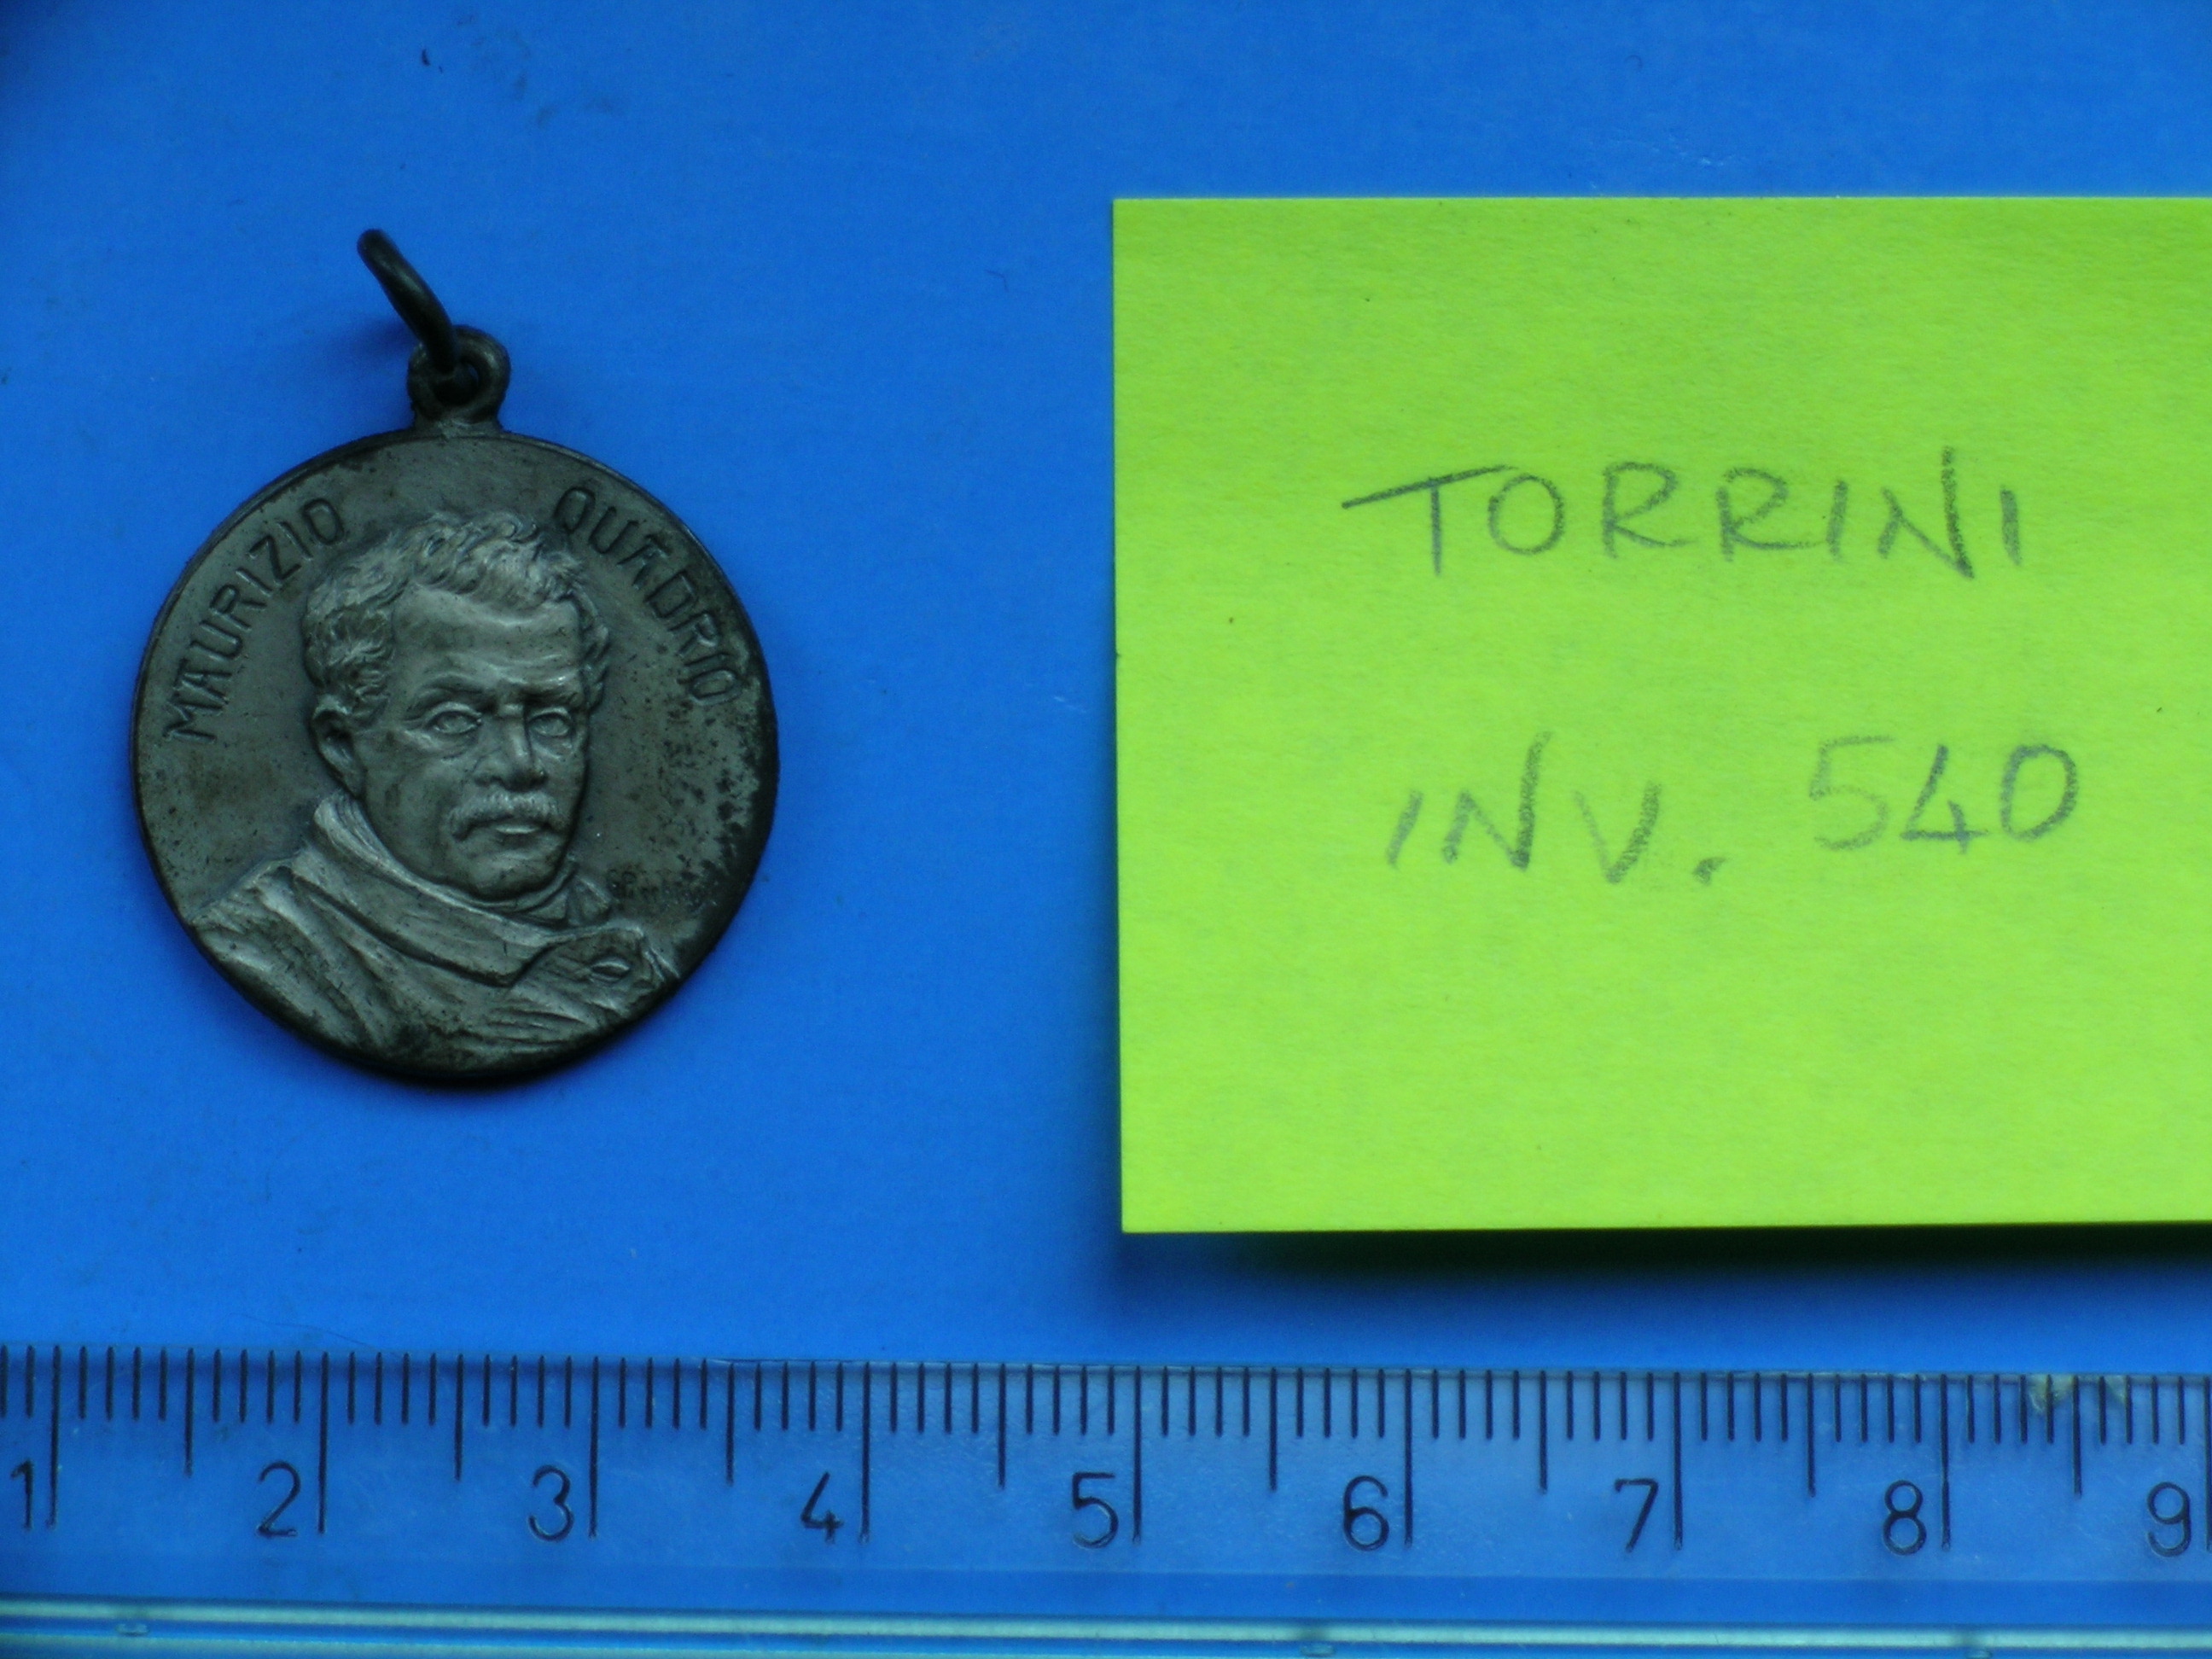 MAURIZIO QUADRIO
TORRINI
INV. 540
1 2 3 4 5 6 7 8 9